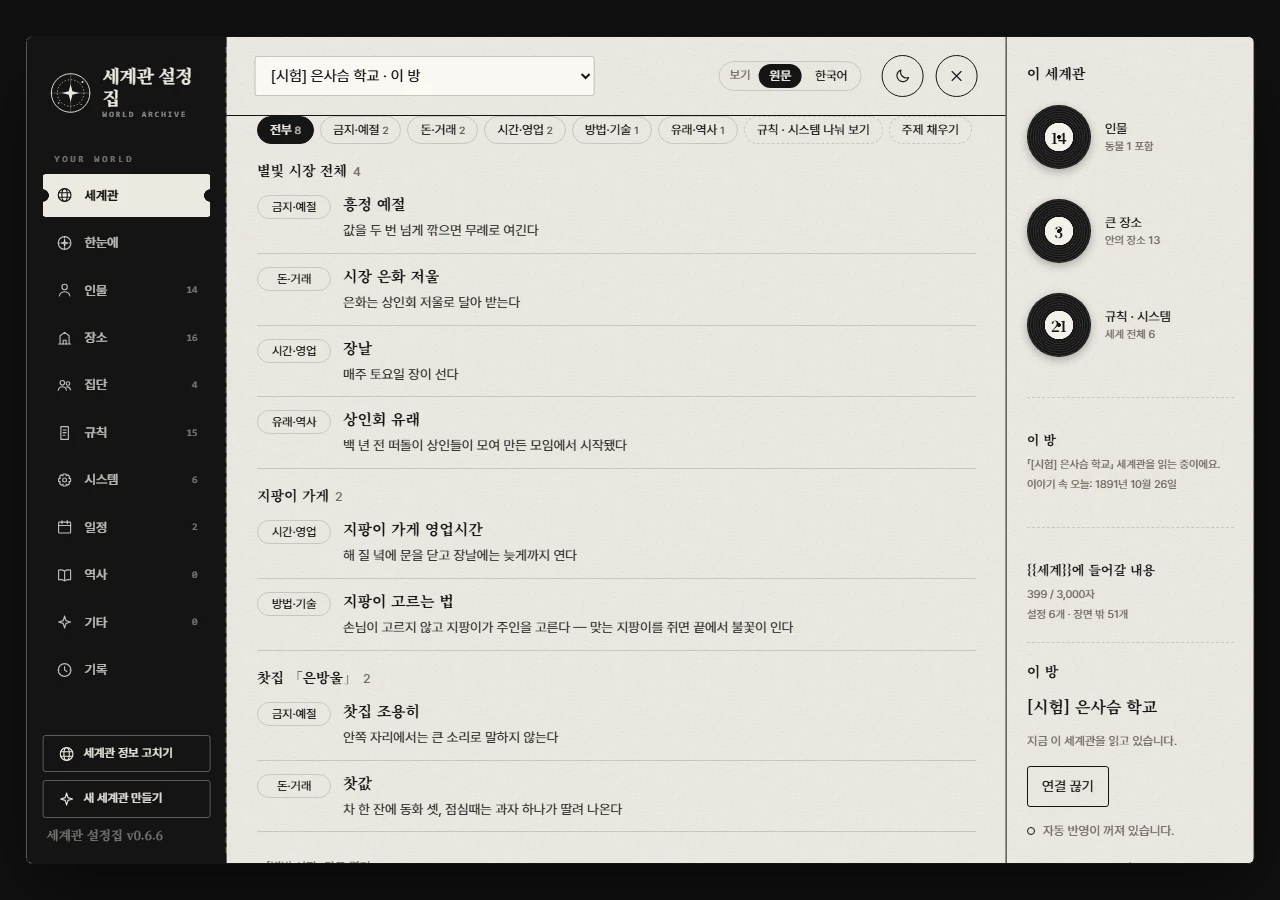 세계관 설정
집
WORLD ARCHIVE
YOUR WORLD
세계관
한눈에
인물 14
장소 16
집단 4
규칙 15
시스템 6
일정 2
역사 0
기타 0
기록
세계관 정보 고치기
새 세계관 만들기
세계관 설정집 v0.6.6
[시험] 은사슴 학교 · 이 방
보기 원문 한국어
전부 8 금지·예절 2 돈·거래 2 시간·영업 2 방법·기술 1 유래·역사 1 규칙 · 시스템 나눠 보기 주제 채우기
별빛 시장 전체 4
금지·예절 흥정 예절
값을 두 번 넘게 깎으면 무례로 여긴다
돈·거래 시장 은화 저울
은화는 상인회 저울로 달아 받는다
시간·영업 장날
매주 토요일 장이 선다
유래·역사 상인회 유래
백 년 전 떠돌이 상인들이 모여 만든 모임에서 시작됐다
지팡이 가게 2
시간·영업 지팡이 가게 영업시간
해 질 녘에 문을 닫고 장날에는 늦게까지 연다
방법·기술 지팡이 고르는 법
손님이 고르지 않고 지팡이가 주인을 고른다 — 맞는 지팡이를 쥐면 끝에서 불꽃이 인다
찻집 「은방울」 2
금지·예절 찻집 조용히
안쪽 자리에서는 큰 소리로 말하지 않는다
돈·거래 찻값
차 한 잔에 동화 셋, 점심때는 과자 하나가 딸려 나온다
이 세계관
14 인물
동물 1 포함
3 큰 장소
안의 장소 13
21 규칙 · 시스템
세계 전체 6
이 방
「[시험] 은사슴 학교」 세계관을 읽는 중이에요.
이야기 속 오늘: 1891년 10월 26일
{{세계}}에 들어갈 내용
399 / 3,000자
설정 6개 · 장면 밖 51개
이 방
[시험] 은사슴 학교
지금 이 세계관을 읽고 있습니다.
연결 끊기
자동 반영이 꺼져 있습니다.